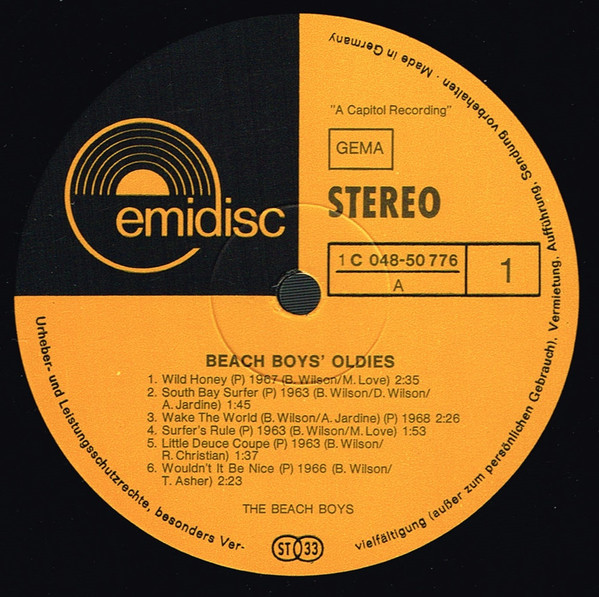 emidisc
"A Capitol Recording"
GEMA
STEREO
1 C 048-50 776
A
1
BEACH BOYS' OLDIES
1. Wild Honey (P) 1967 (B. Wilson/M. Love) 2:35
2. South Bay Surfer (P) 1963 (B. Wilson/D. Wilson/
A. Jardine) 1:45
3. Wake The World (B. Wilson/A. Jardine) (P) 1968 2:26
4. Surfer's Rule (P) 1963 (B. Wilson/M. Love) 1:53
5. Little Deuce Coupe (P) 1963 (B. Wilson/
R. Christian) 1:37
6. Wouldn't It Be Nice (P) 1966 (B. Wilson/
T. Asher) 2:23
THE BEACH BOYS
ST 33
Urheber- und Leistungsschutzrechte, besonders Ver-
vielfältigung (außer zum persönlichen Gebrauch), Vermietung, Aufführung, Sendung vorbehalten · Made in Germany